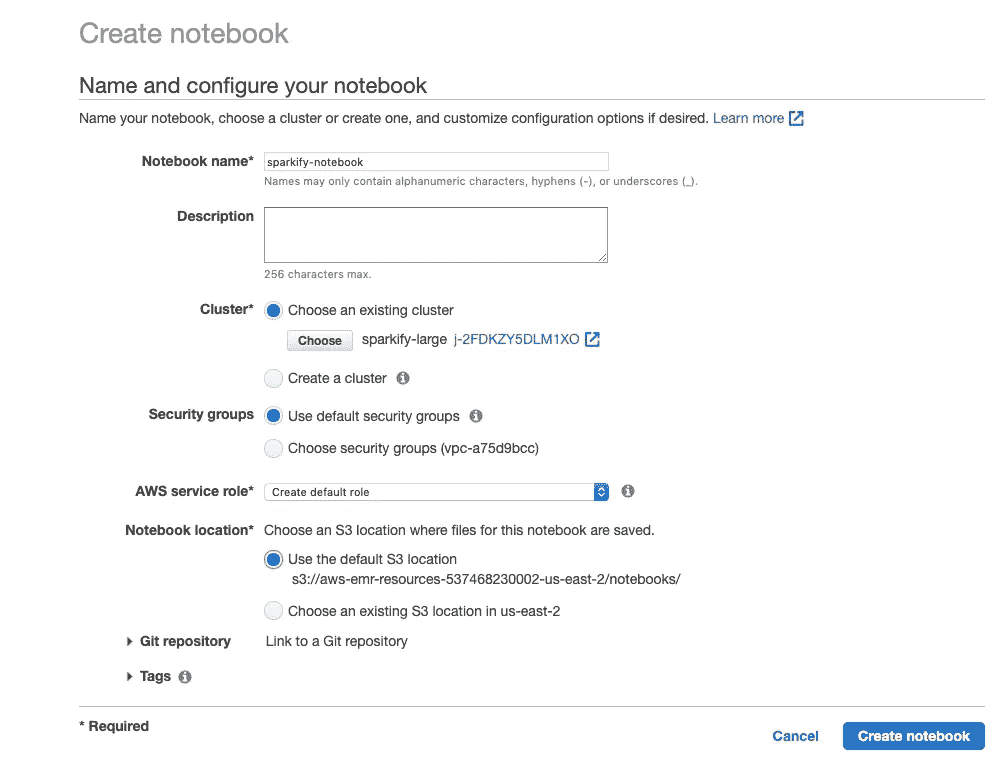 Create notebook
Name and configure your notebook
Name your notebook, choose a cluster or create one, and customize configuration options if desired. Learn more
Notebook name* sparkify-notebook
Names may only contain alphanumeric characters, hyphens (-), or underscores (_).
Description
256 characters max.
Cluster* Choose an existing cluster
Choose sparkify-large j-2FDKZY5DLM1XO
Create a cluster
Security groups Use default security groups
Choose security groups (vpc-a75d9bcc)
AWS service role* Create default role
Notebook location* Choose an S3 location where files for this notebook are saved.
Use the default S3 location
s3://aws-emr-resources-537468230002-us-east-2/notebooks/
Choose an existing S3 location in us-east-2
Git repository Link to a Git repository
Tags
* Required
Cancel Create notebook